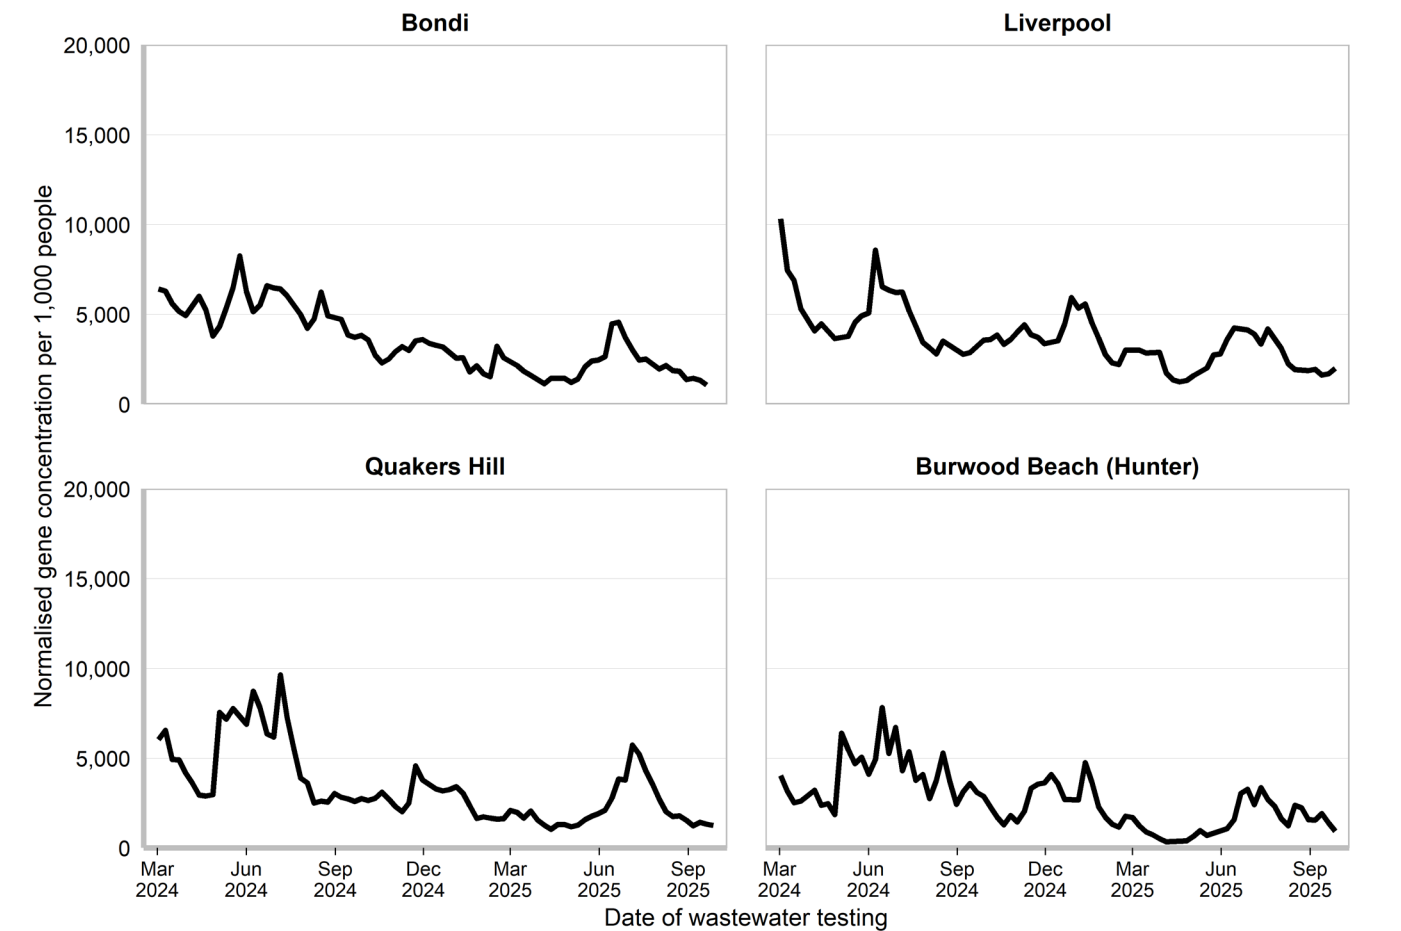 Bondi
Liverpool
20,000
15,000
10,000
5,000
0
Normalised gene concentration per 1,000 people
Quakers Hill
Burwood Beach (Hunter)
20,000
15,000
10,000
5,000
0
Mar Jun Sep Dec Mar Jun Sep
2024 2024 2024 2024 2025 2025 2025
Mar Jun Sep Dec Mar Jun Sep
2024 2024 2024 2024 2025 2025 2025
Date of wastewater testing